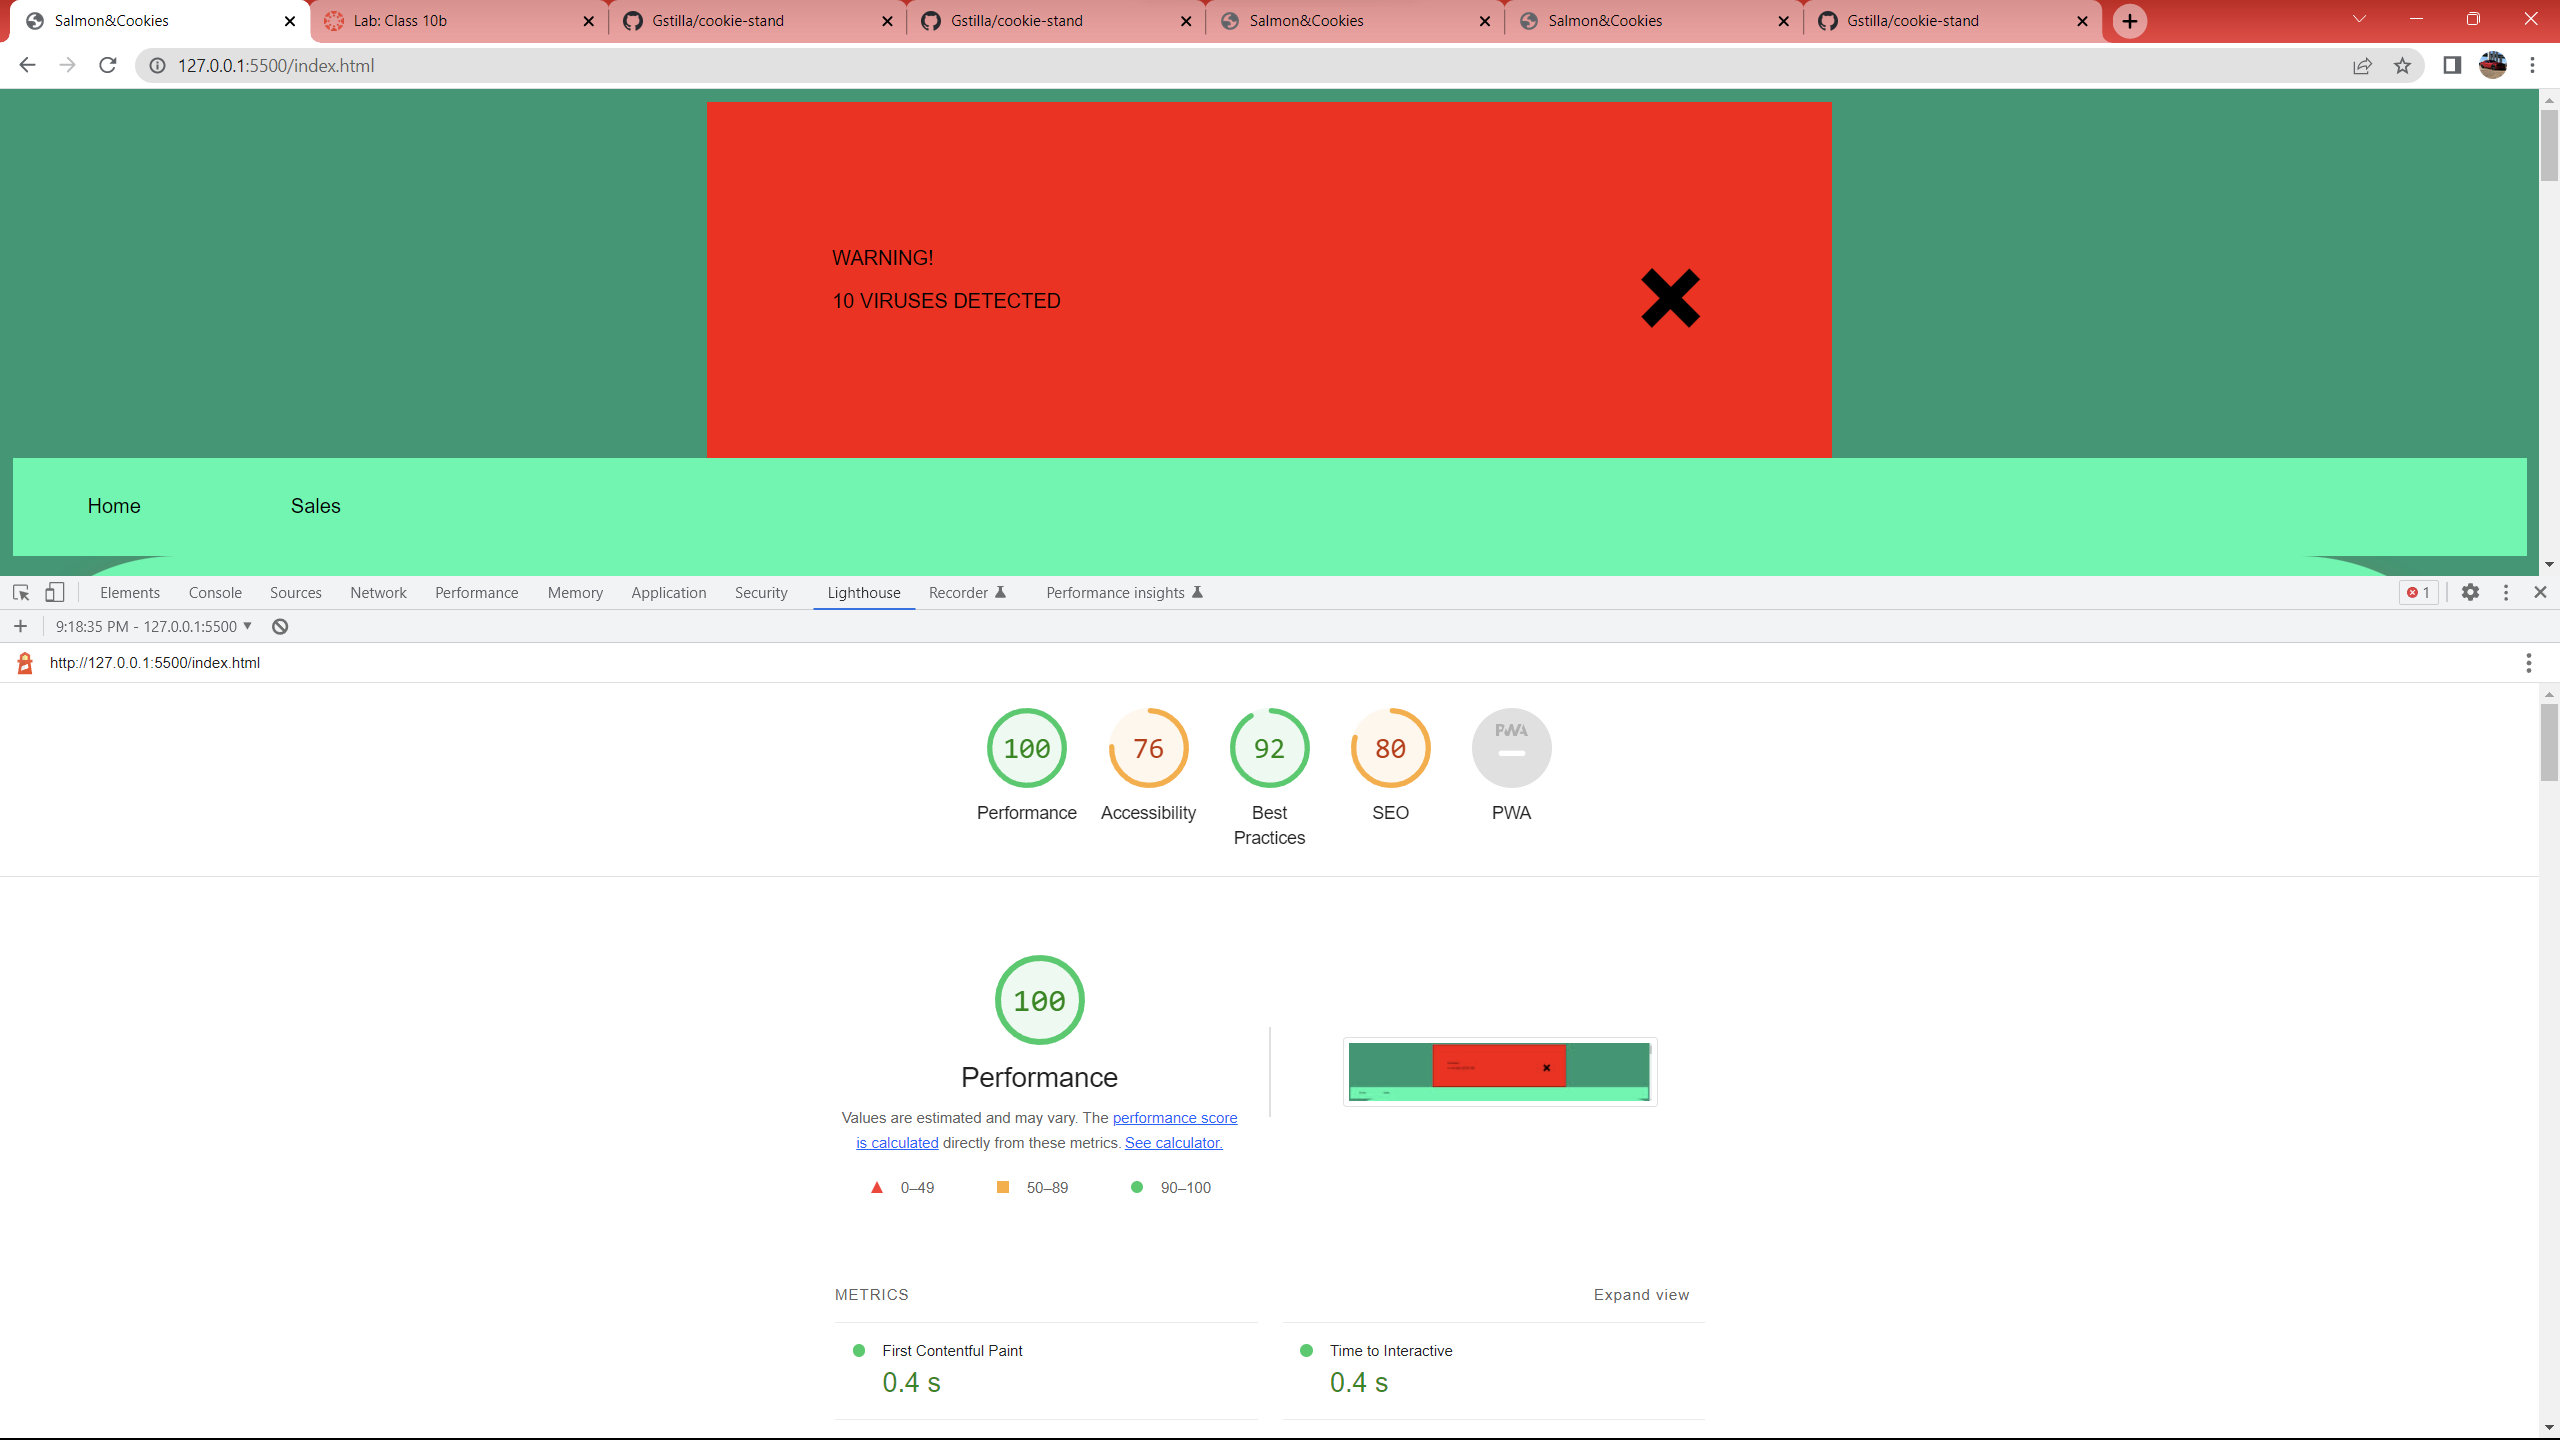 Salmon&Cookies
Lab: Class 10b
Gstilla/cookie-stand
Gstilla/cookie-stand
Salmon&Cookies
Salmon&Cookies
Gstilla/cookie-stand
127.0.0.1:5500/index.html
WARNING!
10 VIRUSES DETECTED
Home Sales
Elements Console Sources Network Performance Memory Application Security Lighthouse Recorder Performance insights 1
9:18:35 PM - 127.0.0.1:5500
http://127.0.0.1:5500/index.html
100 76 92 80 PWA
Performance Accessibility Best Practices SEO PWA
100
Performance
Values are estimated and may vary. The performance score
is calculated directly from these metrics. See calculator.
0–49 50–89 90–100
METRICS Expand view
First Contentful Paint Time to Interactive
0.4 s 0.4 s